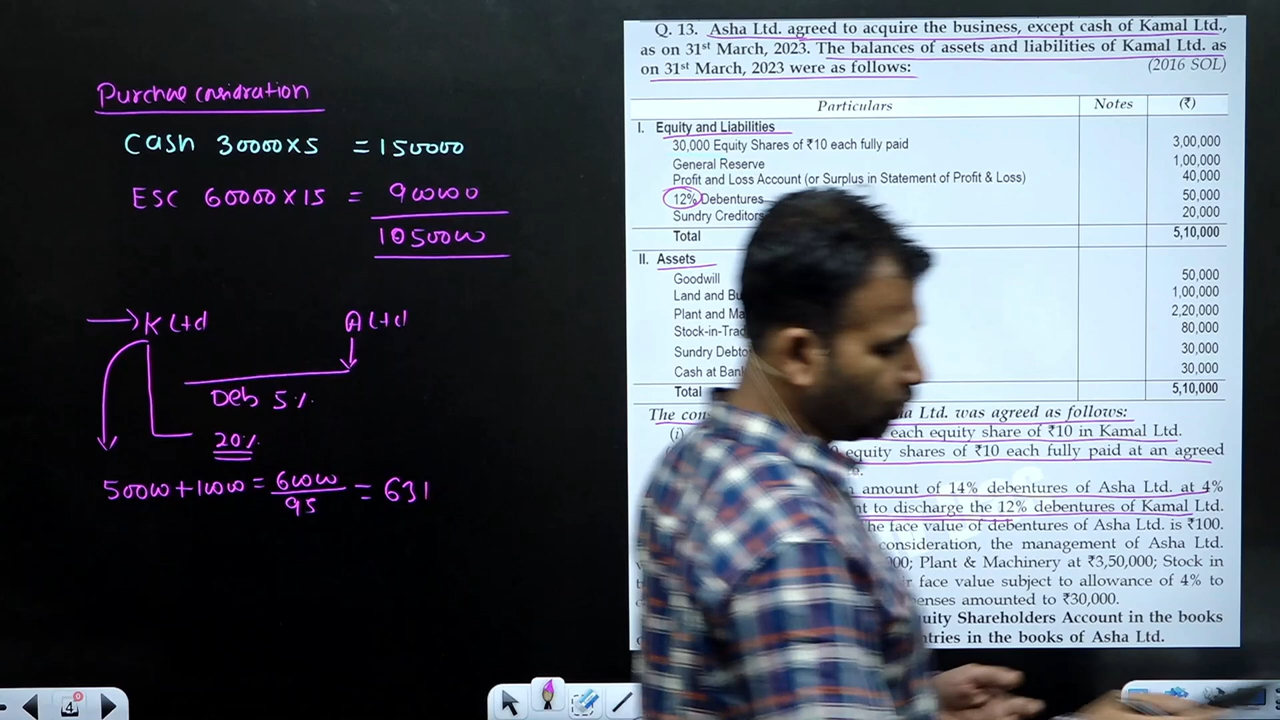 Purchase considration
Cash 30000×5 = 150000
ESC 60000×15 = 900000
1050000
K Ltd
A Ltd
Deb 5%
20%
50000+10000 = 60000 = 631
95
Q. 13. Asha Ltd. agreed to acquire the business, except cash of Kamal Ltd.,
as on 31st March, 2023. The balances of assets and liabilities of Kamal Ltd. as
on 31st March, 2023 were as follows: (2016 SOL)
Particulars Notes (₹)
I. Equity and Liabilities
30,000 Equity Shares of ₹10 each fully paid 3,00,000
General Reserve 1,00,000
Profit and Loss Account (or Surplus in Statement of Profit & Loss) 40,000
12% Debentures 50,000
Sundry Creditors 20,000
Total 5,10,000
II. Assets
Goodwill 50,000
Land and Bu 1,00,000
Plant and Ma 2,20,000
Stock-in-Trad 80,000
Sundry Debto 30,000
Cash at Ban 30,000
Total 5,10,000
The cons a Ltd. was agreed as follows:
(i) each equity share of ₹10 in Kamal Ltd.
equity shares of ₹10 each fully paid at an agreed
e:
amount of 14% debentures of Asha Ltd. at 4%
nt to discharge the 12% debentures of Kamal Ltd.
he face value of debentures of Asha Ltd. is ₹100.
consideration, the management of Asha Ltd.
000; Plant & Machinery at ₹3,50,000; Stock in
r face value subject to allowance of 4% to
enses amounted to ₹30,000.
uity Shareholders Account in the books
ntries in the books of Asha Ltd.
4